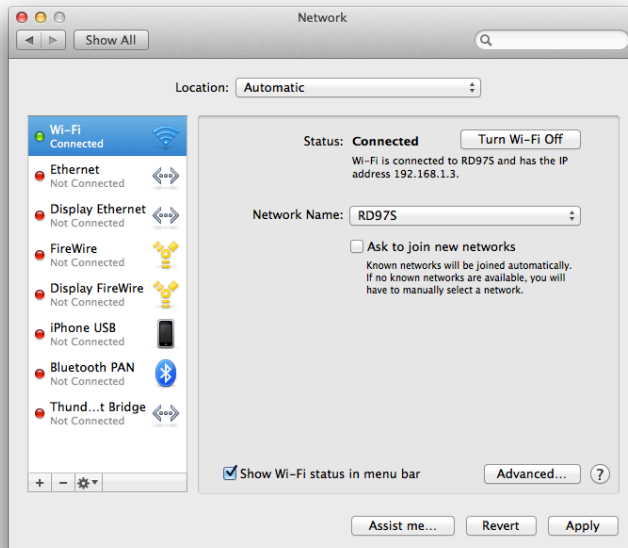 Network
Show All
Location: Automatic
Wi-Fi
Connected
Ethernet
Not Connected
Display Ethernet
Not Connected
FireWire
Not Connected
Display FireWire
Not Connected
iPhone USB
Not Connected
Bluetooth PAN
Not Connected
Thund...t Bridge
Not Connected
Status: Connected
Turn Wi-Fi Off
Wi-Fi is connected to RD97S and has the IP
address 192.168.1.3.
Network Name: RD97S
Ask to join new networks
Known networks will be joined automatically.
If no known networks are available, you will
have to manually select a network.
Show Wi-Fi status in menu bar
Advanced...
?
Assist me...
Revert
Apply